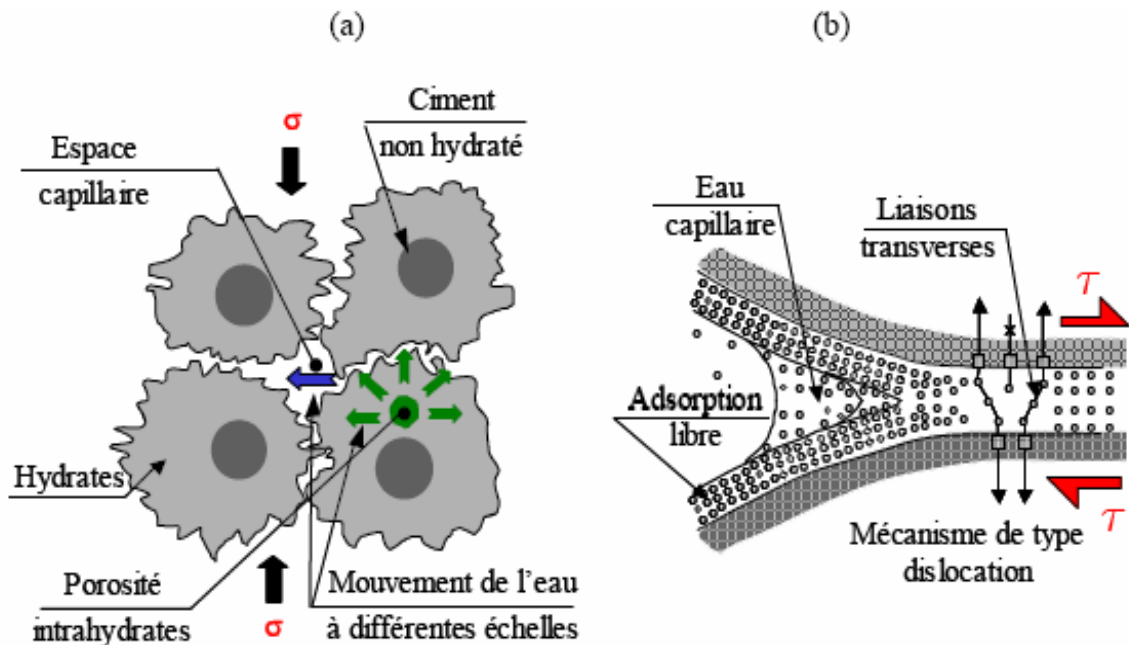 (a)
(b)
σ
Ciment
non hydraté
Espace
capillaire
Hydrates
Porosité
intrahydrates
σ
Mouvement de l'eau
à différentes échelles
Eau
capillaire
Liaisons
transverses
τ
Adsorption
libre
τ
Mécanisme de type
dislocation